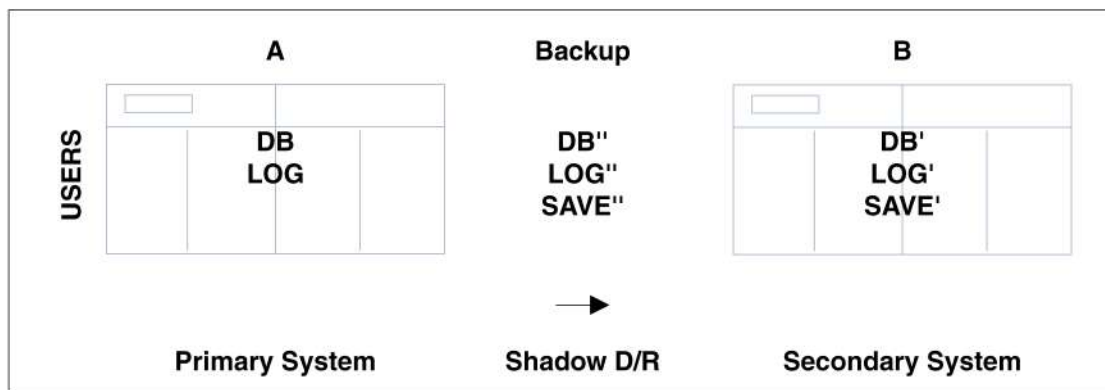 A Backup B
USERS
DB DB'' DB'
LOG LOG'' LOG'
SAVE'' SAVE'
Primary System Shadow D/R Secondary System